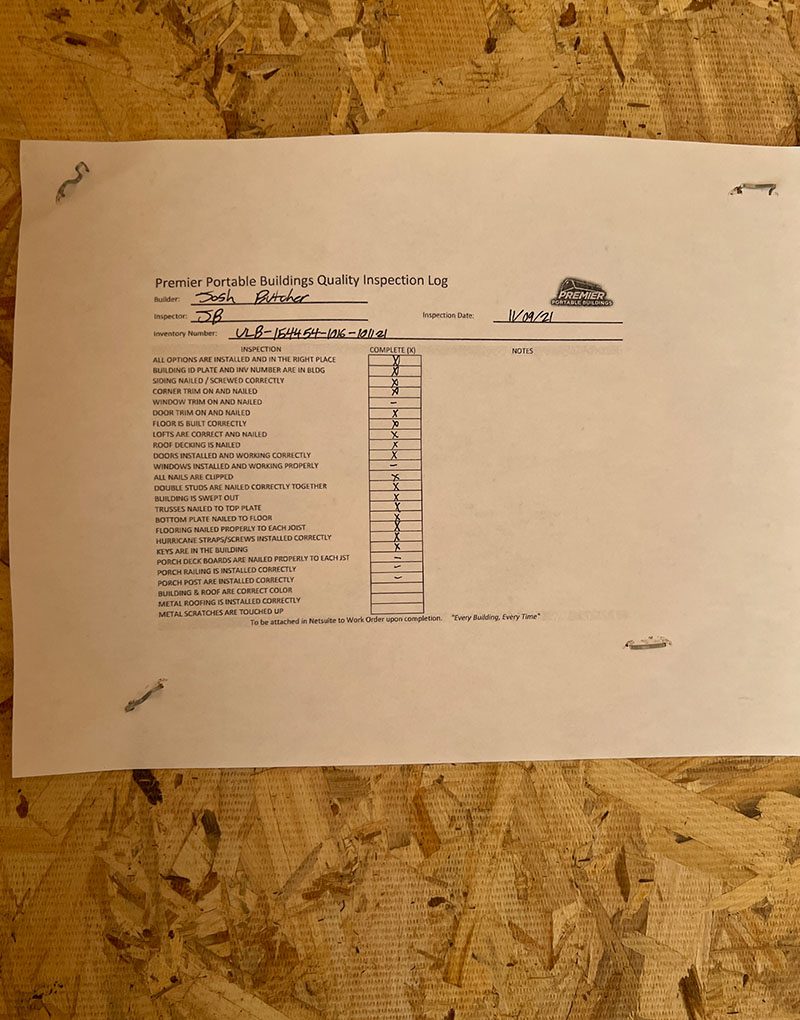 Premier Portable Buildings Quality Inspection Log
PREMIER
PORTABLE BUILDINGS
Builder: Josh Butcher
Inspector: JB Inspection Date: 11/09/21
Inventory Number: ULB-154454-1016-101121
INSPECTION COMPLETE (X) NOTES
ALL OPTIONS ARE INSTALLED AND IN THE RIGHT PLACE X
BUILDING ID PLATE AND INV NUMBER ARE IN BLDG X
SIDING NAILED / SCREWED CORRECTLY X
CORNER TRIM ON AND NAILED X
WINDOW TRIM ON AND NAILED –
DOOR TRIM ON AND NAILED X
FLOOR IS BUILT CORRECTLY X
LOFTS ARE CORRECT AND NAILED X
ROOF DECKING IS NAILED X
DOORS INSTALLED AND WORKING CORRECTLY X
WINDOWS INSTALLED AND WORKING PROPERLY –
ALL NAILS ARE CLIPPED X
DOUBLE STUDS ARE NAILED CORRECTLY TOGETHER X
BUILDING IS SWEPT OUT X
TRUSSES NAILED TO TOP PLATE X
BOTTOM PLATE NAILED TO FLOOR X
FLOORING NAILED PROPERLY TO EACH JOIST X
HURRICANE STRAPS/SCREWS INSTALLED CORRECTLY X
KEYS ARE IN THE BUILDING X
PORCH DECK BOARDS ARE NAILED PROPERLY TO EACH JST –
PORCH RAILING IS INSTALLED CORRECTLY –
PORCH POST ARE INSTALLED CORRECTLY –
BUILDING & ROOF ARE CORRECT COLOR
METAL ROOFING IS INSTALLED CORRECTLY
METAL SCRATCHES ARE TOUCHED UP
To be attached in Netsuite to Work Order upon completion. "Every Building, Every Time"